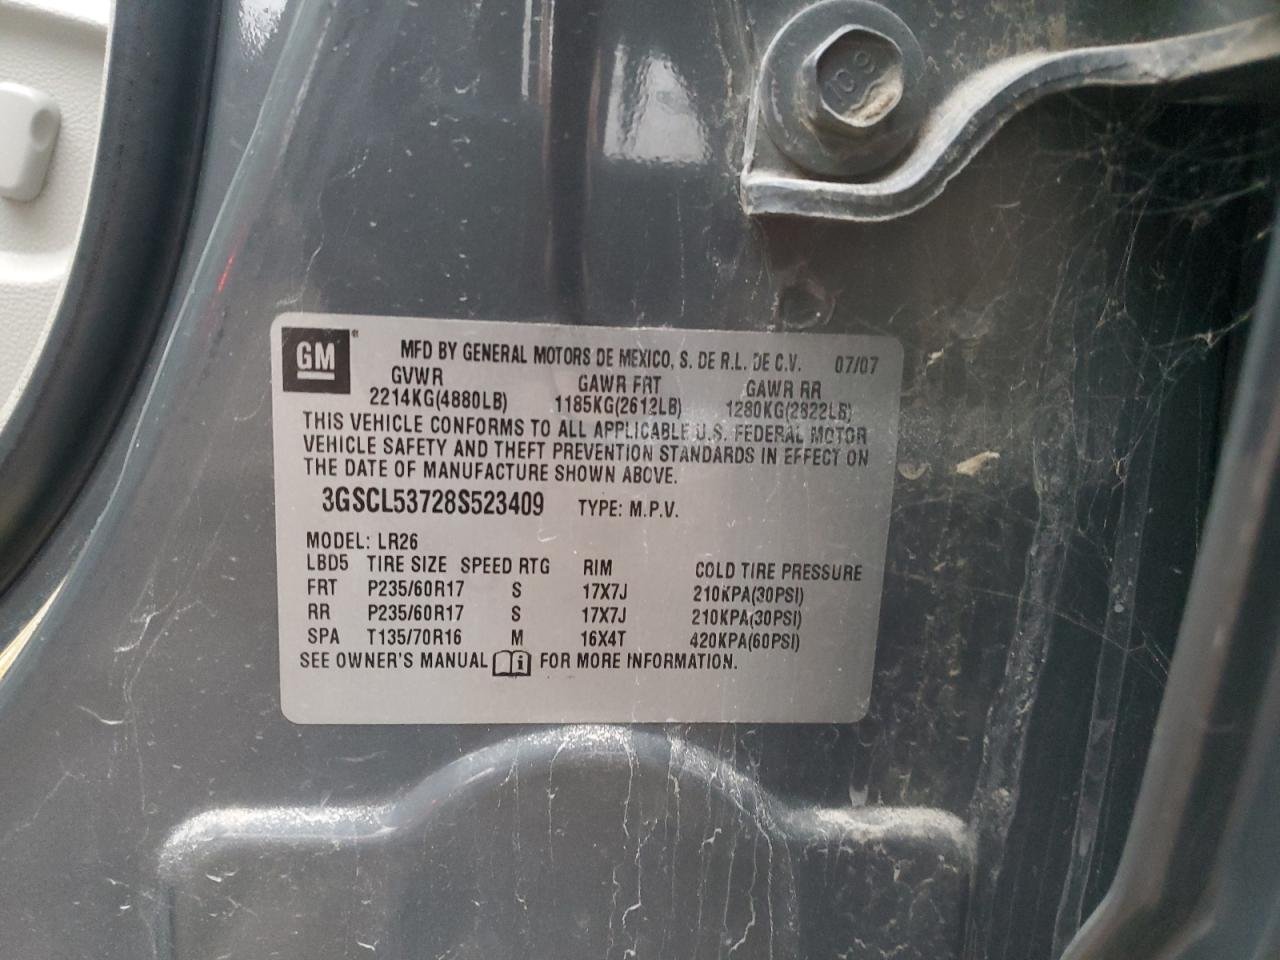 10.9
GM
MFD BY GENERAL MOTORS DE MEXICO, S. DE R.L. DE C.V. 07/07
GVWR GAWR FRT GAWR RR
2214KG(4880LB) 1185KG(2612LB) 1280KG(2822LB)
THIS VEHICLE CONFORMS TO ALL APPLICABLE U.S. FEDERAL MOTOR
VEHICLE SAFETY AND THEFT PREVENTION STANDARDS IN EFFECT ON
THE DATE OF MANUFACTURE SHOWN ABOVE.
3GSCL53728S523409 TYPE: M.P.V.
MODEL: LR26
LBD5 TIRE SIZE SPEED RTG RIM COLD TIRE PRESSURE
FRT P235/60R17 S 17X7J 210KPA(30PSI)
RR P235/60R17 S 17X7J 210KPA(30PSI)
SPA T135/70R16 M 16X4T 420KPA(60PSI)
SEE OWNER'S MANUAL i FOR MORE INFORMATION.